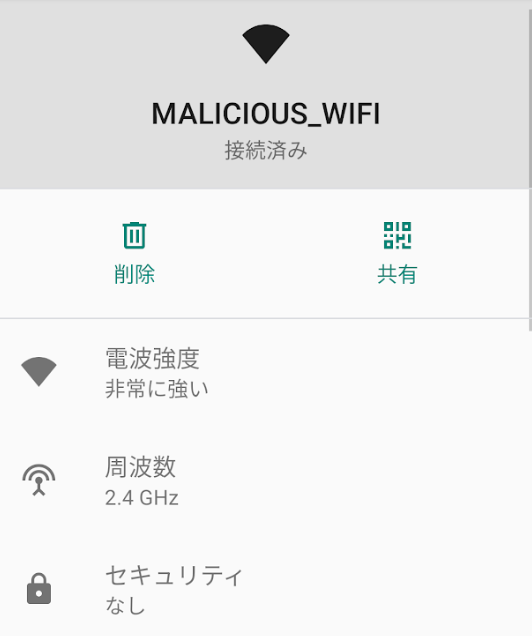 MALICIOUS_WIFI
接続済み
削除
共有
電波強度
非常に強い
周波数
2.4 GHz
セキュリティ
なし